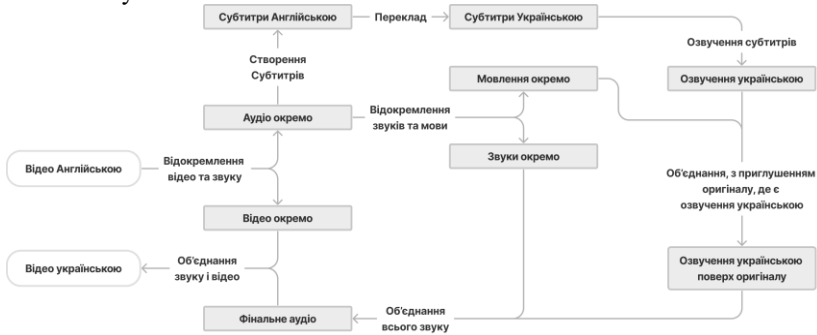 Субтитри Англійською
Переклад
Субтитри Українською
Озвучення субтитрів
Створення
Субтитрів
Мовлення окремо
Озвучення українською
Аудіо окремо
Відокремлення
звуків та мови
Звуки окремо
Відео Англійською
Відокремлення
відео та звуку
Об'єднання, з приглушенням
оригіналу, де є
озвучення українською
Відео окремо
Відео українською
Об'єднання
звуку і відео
Озвучення українською
поверх оригіналу
Фінальне аудіо
Об'єднання
всього звуку